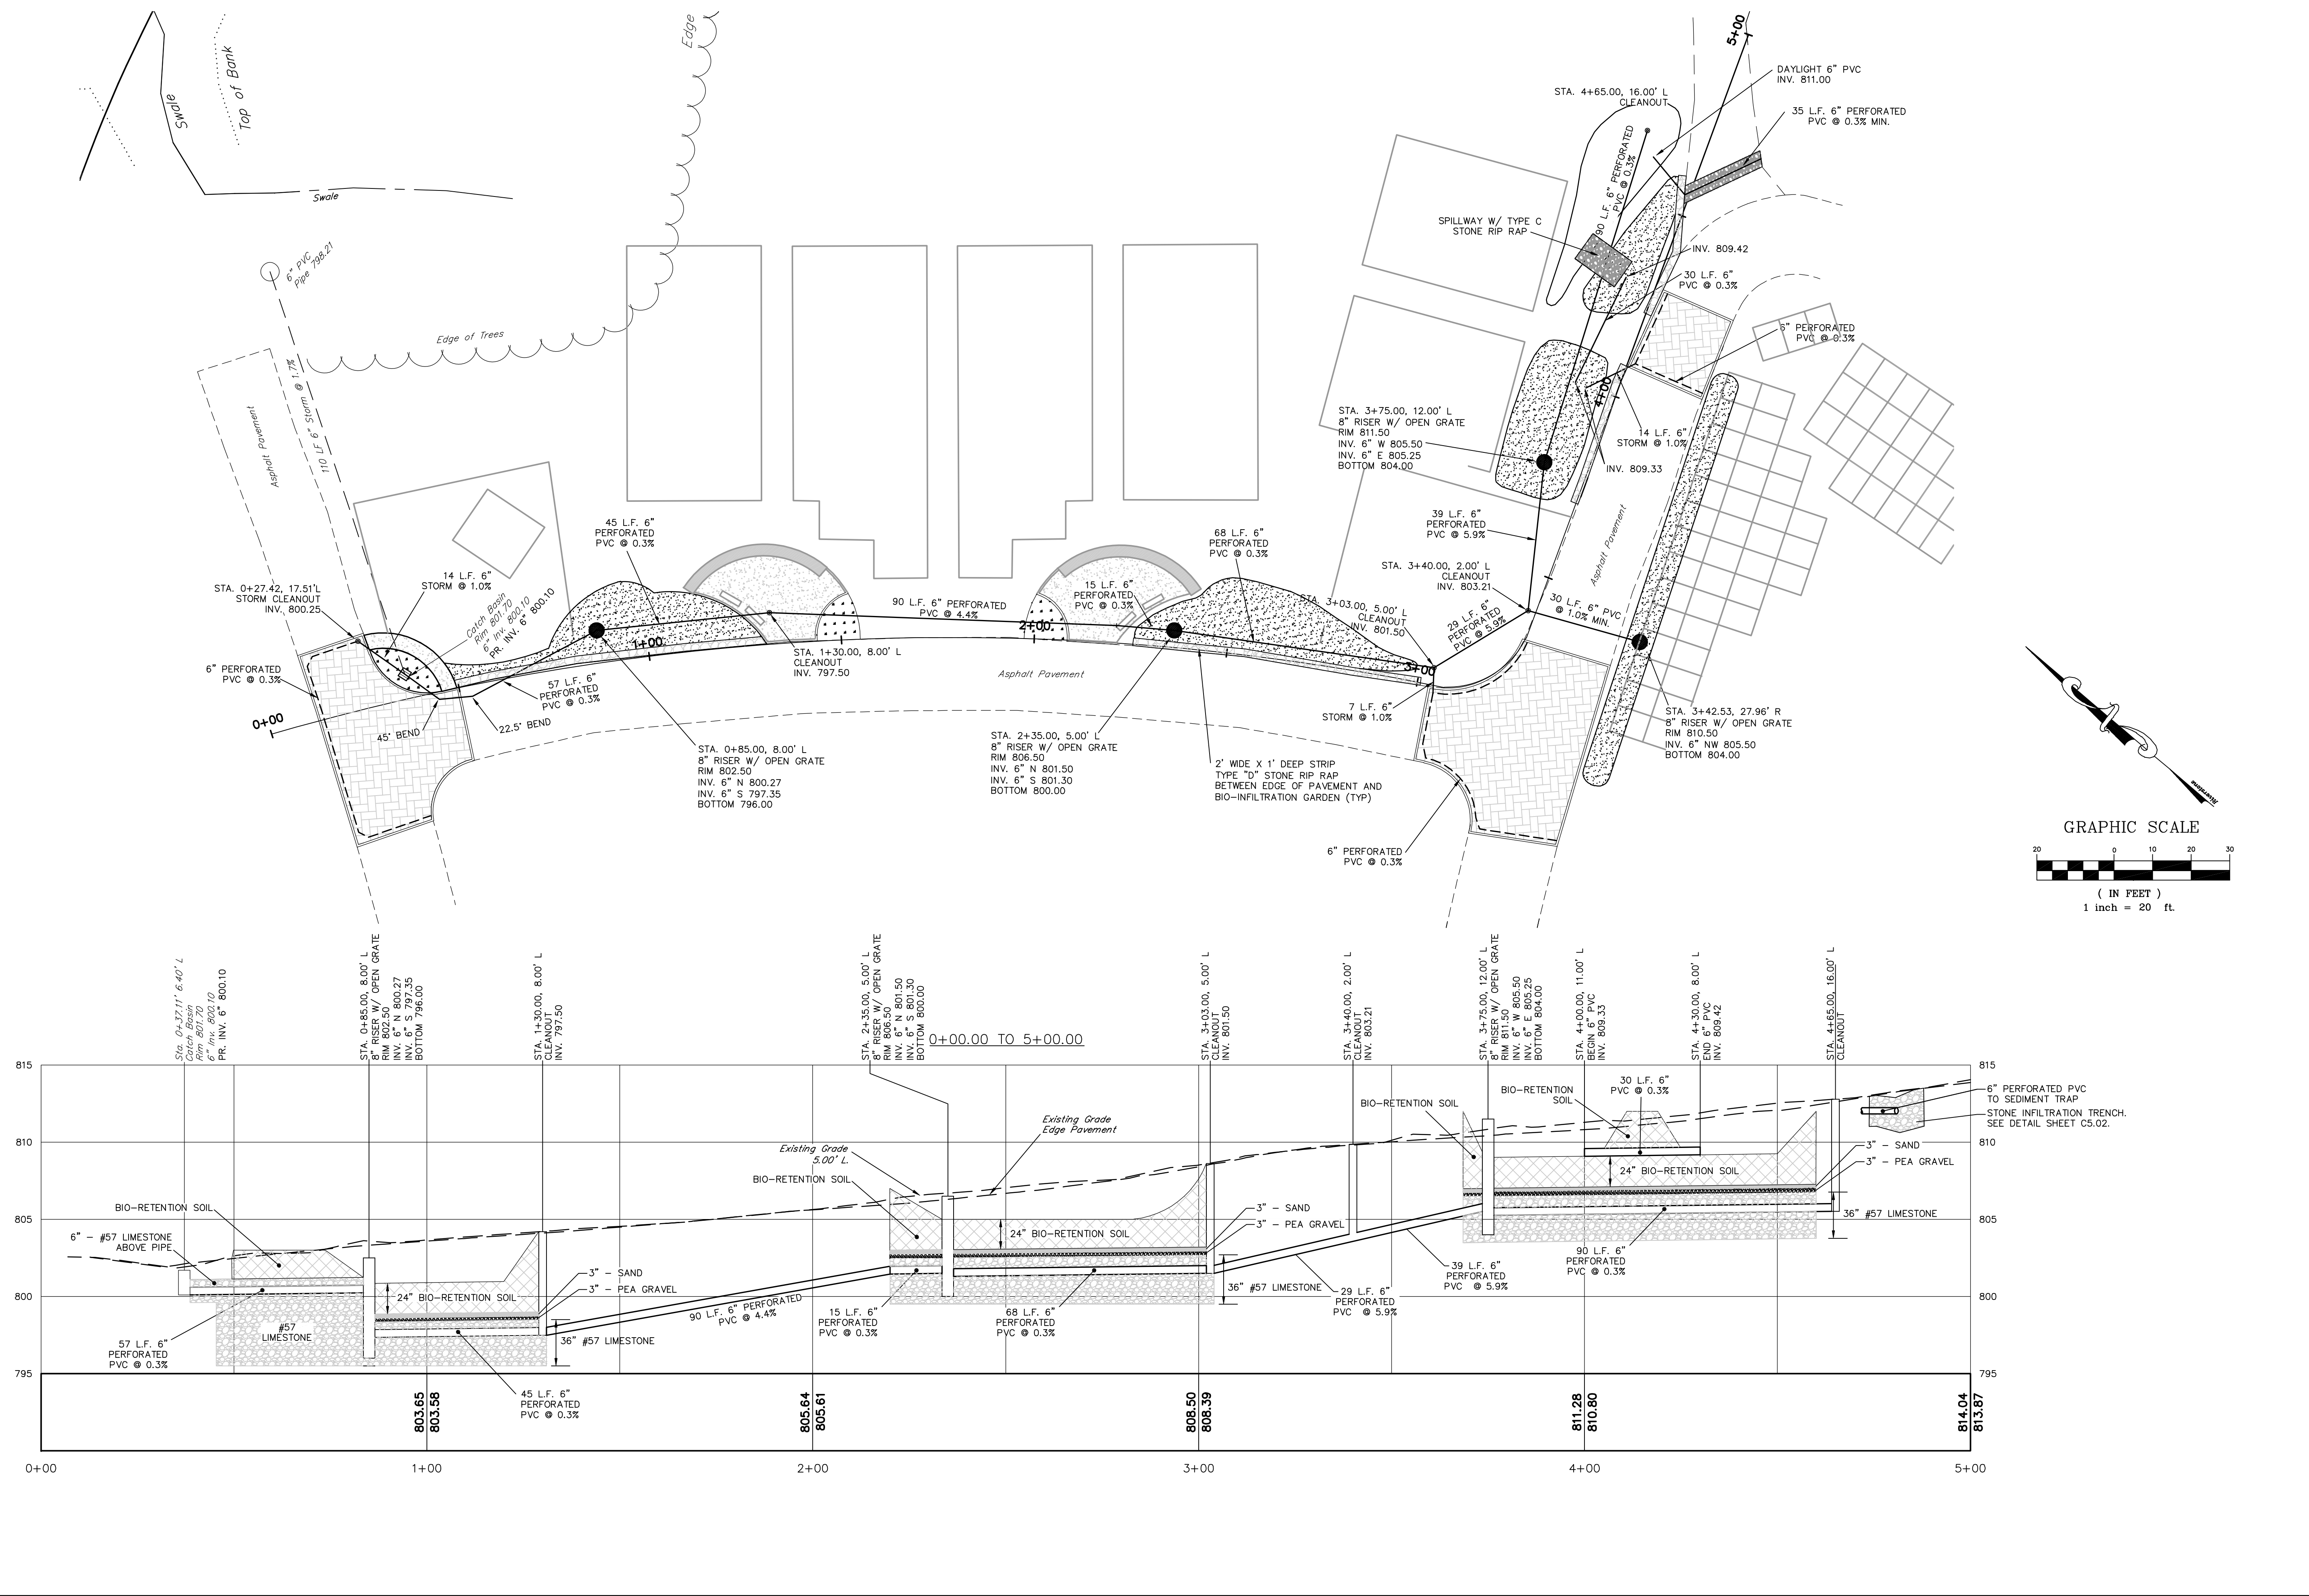 Swale
Top of Bank
Edge
Swale
6" PVC
Pipe 798.21
Edge of Trees
110 LF 6" Storm @ 1.7%
Asphalt Pavement
STA. 0+27.42, 17.51'L
STORM CLEANOUT
INV. 800.25
14 L.F. 6"
STORM @ 1.0%
Catch Basin
Rim 801.70
6" Inv. 800.10
PR. INV. 6" 800.10
6" PERFORATED
PVC @ 0.3%
0+00
45° BEND
22.5° BEND
57 L.F. 6"
PERFORATED
PVC @ 0.3%
45 L.F. 6"
PERFORATED
PVC @ 0.3%
1+00
STA. 0+85.00, 8.00' L
8" RISER W/ OPEN GRATE
RIM 802.50
INV. 6" N 800.27
INV. 6" S 797.35
BOTTOM 796.00
STA. 1+30.00, 8.00' L
CLEANOUT
INV. 797.50
90 L.F. 6" PERFORATED
PVC @ 4.4%
2+00
Asphalt Pavement
15 L.F. 6"
PERFORATED
PVC @ 0.3%
68 L.F. 6"
PERFORATED
PVC @ 0.3%
STA. 2+35.00, 5.00' L
8" RISER W/ OPEN GRATE
RIM 806.50
INV. 6" N 801.50
INV. 6" S 801.30
BOTTOM 800.00
2' WIDE X 1' DEEP STRIP
TYPE "D" STONE RIP RAP
BETWEEN EDGE OF PAVEMENT AND
BIO-INFILTRATION GARDEN (TYP)
STA. 3+03.00, 5.00' L
CLEANOUT
INV. 801.50
3+00
7 L.F. 6"
STORM @ 1.0%
6" PERFORATED
PVC @ 0.3%
29 L.F. 6"
PERFORATED
PVC @ 5.9%
STA. 3+40.00, 2.00' L
CLEANOUT
INV. 803.21
39 L.F. 6"
PERFORATED
PVC @ 5.9%
30 L.F. 6" PVC
@ 1.0% MIN.
Asphalt Pavement
STA. 3+42.53, 27.96' R
8" RISER W/ OPEN GRATE
RIM 810.50
INV. 6" NW 805.50
BOTTOM 804.00
STA. 3+75.00, 12.00' L
8" RISER W/ OPEN GRATE
RIM 811.50
INV. 6" W 805.50
INV. 6" E 805.25
BOTTOM 804.00
14 L.F. 6"
STORM @ 1.0%
INV. 809.33
4+00
6" PERFORATED
PVC @ 0.3%
30 L.F. 6"
PVC @ 0.3%
INV. 809.42
SPILLWAY W/ TYPE C
STONE RIP RAP
90 L.F. 6" PERFORATED
PVC @ 0.3%
STA. 4+65.00, 16.00' L
CLEANOUT
5+00
DAYLIGHT 6" PVC
INV. 811.00
35 L.F. 6" PERFORATED
PVC @ 0.3% MIN.
GRAPHIC SCALE
20 0 10 20 30
( IN FEET )
1 inch = 20 ft.
Sta. 0+37.11' 6.40' L
Catch Basin
Rim 801.70
6" Inv. 800.10
PR. INV. 6" 800.10
STA. 0+85.00, 8.00' L
8" RISER W/ OPEN GRATE
RIM 802.50
INV. 6" N 800.27
INV. 6" S 797.35
BOTTOM 796.00
STA. 1+30.00, 8.00' L
CLEANOUT
INV. 797.50
STA. 2+35.00, 5.00' L
8" RISER W/ OPEN GRATE
RIM 806.50
INV. 6" N 801.50
INV. 6" S 801.30
BOTTOM 800.00
0+00.00 TO 5+00.00
STA. 3+03.00, 5.00' L
CLEANOUT
INV. 801.50
STA. 3+40.00, 2.00' L
CLEANOUT
INV. 803.21
STA. 3+75.00, 12.00' L
8" RISER W/ OPEN GRATE
RIM 811.50
INV. 6" W 805.50
INV. 6" E 805.25
BOTTOM 804.00
STA. 4+00.00, 11.00' L
BEGIN 6" PVC
INV. 809.33
STA. 4+30.00, 8.00' L
END 6" PVC
INV. 809.42
STA. 4+65.00, 16.00' L
CLEANOUT
815
810
805
800
795
815
810
805
800
795
BIO-RETENTION SOIL
6" - #57 LIMESTONE
ABOVE PIPE
57 L.F. 6"
PERFORATED
PVC @ 0.3%
#57
LIMESTONE
24" BIO-RETENTION SOIL
3" - SAND
3" - PEA GRAVEL
36" #57 LIMESTONE
45 L.F. 6"
PERFORATED
PVC @ 0.3%
90 L.F. 6" PERFORATED
PVC @ 4.4%
Existing Grade
5.00' L.
BIO-RETENTION SOIL
Existing Grade
Edge Pavement
24" BIO-RETENTION SOIL
3" - SAND
3" - PEA GRAVEL
36" #57 LIMESTONE
15 L.F. 6"
PERFORATED
PVC @ 0.3%
68 L.F. 6"
PERFORATED
PVC @ 0.3%
29 L.F. 6"
PERFORATED
PVC @ 5.9%
39 L.F. 6"
PERFORATED
PVC @ 5.9%
BIO-RETENTION SOIL
BIO-RETENTION
SOIL
30 L.F. 6"
PVC @ 0.3%
24" BIO-RETENTION SOIL
90 L.F. 6"
PERFORATED
PVC @ 0.3%
6" PERFORATED PVC
TO SEDIMENT TRAP
STONE INFILTRATION TRENCH.
SEE DETAIL SHEET C5.02.
3" - SAND
3" - PEA GRAVEL
36" #57 LIMESTONE
803.65
803.58
805.64
805.61
808.50
808.39
811.28
810.80
814.04
813.87
0+00
1+00
2+00
3+00
4+00
5+00